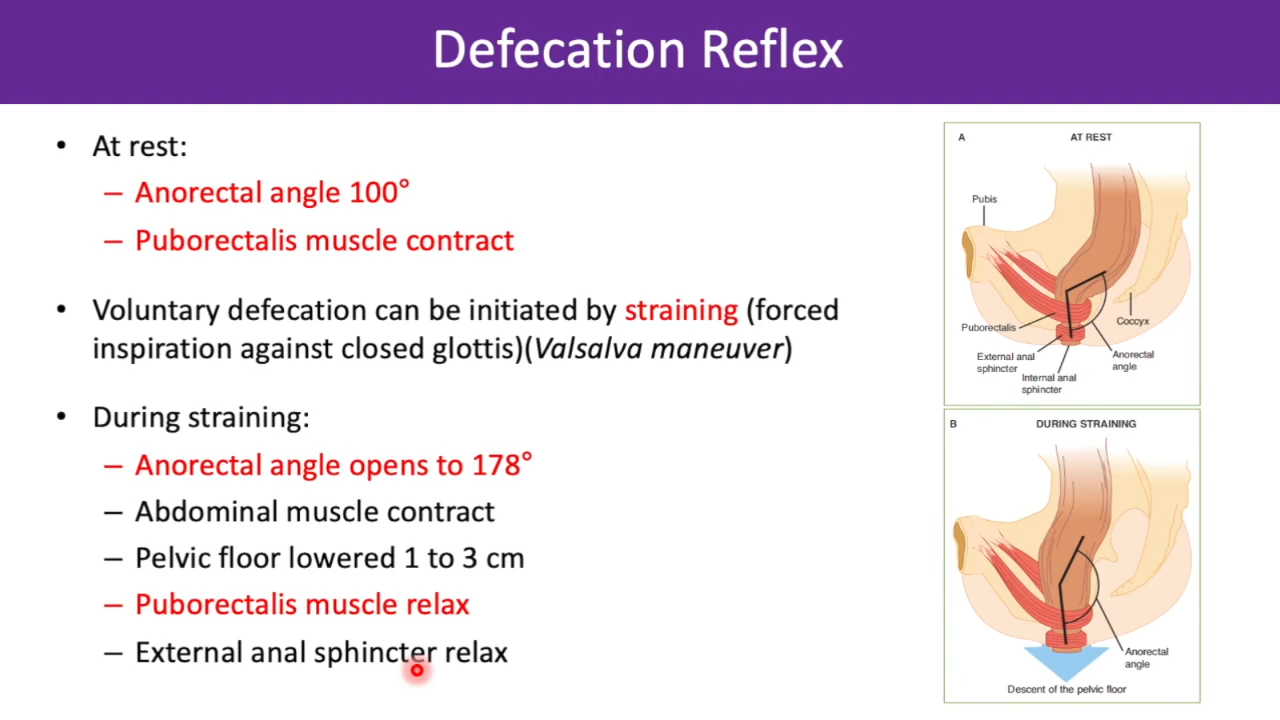 Defecation Reflex
• At rest:
– Anorectal angle 100°
– Puborectalis muscle contract
• Voluntary defecation can be initiated by straining (forced
inspiration against closed glottis)(Valsalva maneuver)
• During straining:
– Anorectal angle opens to 178°
– Abdominal muscle contract
– Pelvic floor lowered 1 to 3 cm
– Puborectalis muscle relax
– External anal sphincter relax
A AT REST
Pubis
Puborectalis
Coccyx
External anal
sphincter
Internal anal
sphincter
Anorectal
angle
B DURING STRAINING
Anorectal
angle
Descent of the pelvic floor